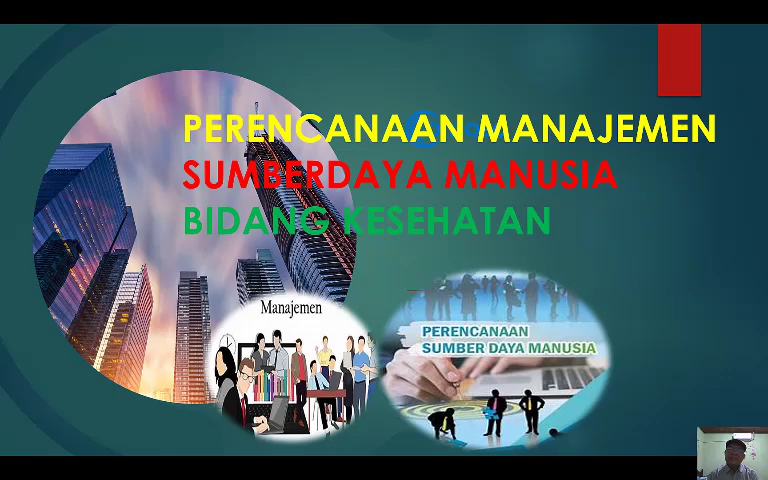 PERENCANAAN MANAJEMEN
SUMBERDAYA MANUSIA
BIDANG KESEHATAN
Manajemen
PERENCANAAN
SUMBER DAYA MANUSIA